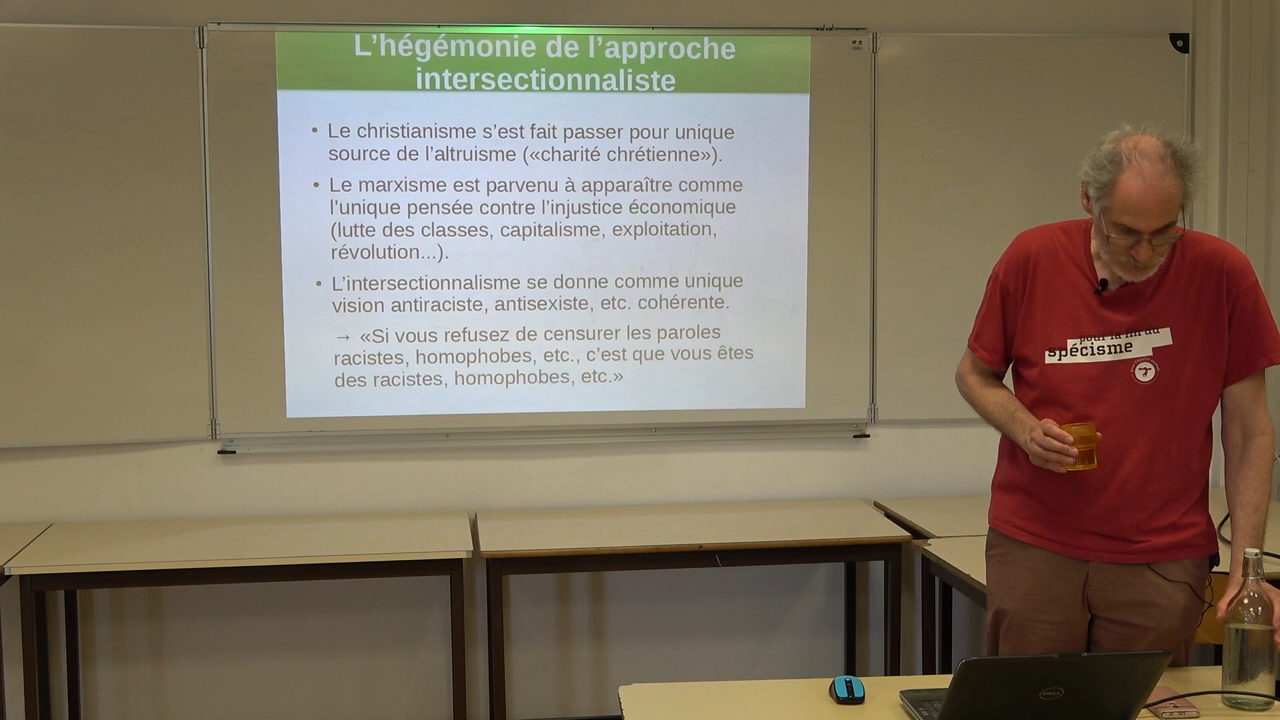 L’hégémonie de l’approche
intersectionnaliste
• Le christianisme s’est fait passer pour unique
source de l’altruisme («charité chrétienne»).
• Le marxisme est parvenu à apparaître comme
l’unique pensée contre l’injustice économique
(lutte des classes, capitalisme, exploitation,
révolution...).
• L’intersectionnalisme se donne comme unique
vision antiraciste, antisexiste, etc. cohérente.
→ «Si vous refusez de censurer les paroles
racistes, homophobes, etc., c’est que vous êtes
des racistes, homophobes, etc.»
pour la fin du
spécisme
DELL